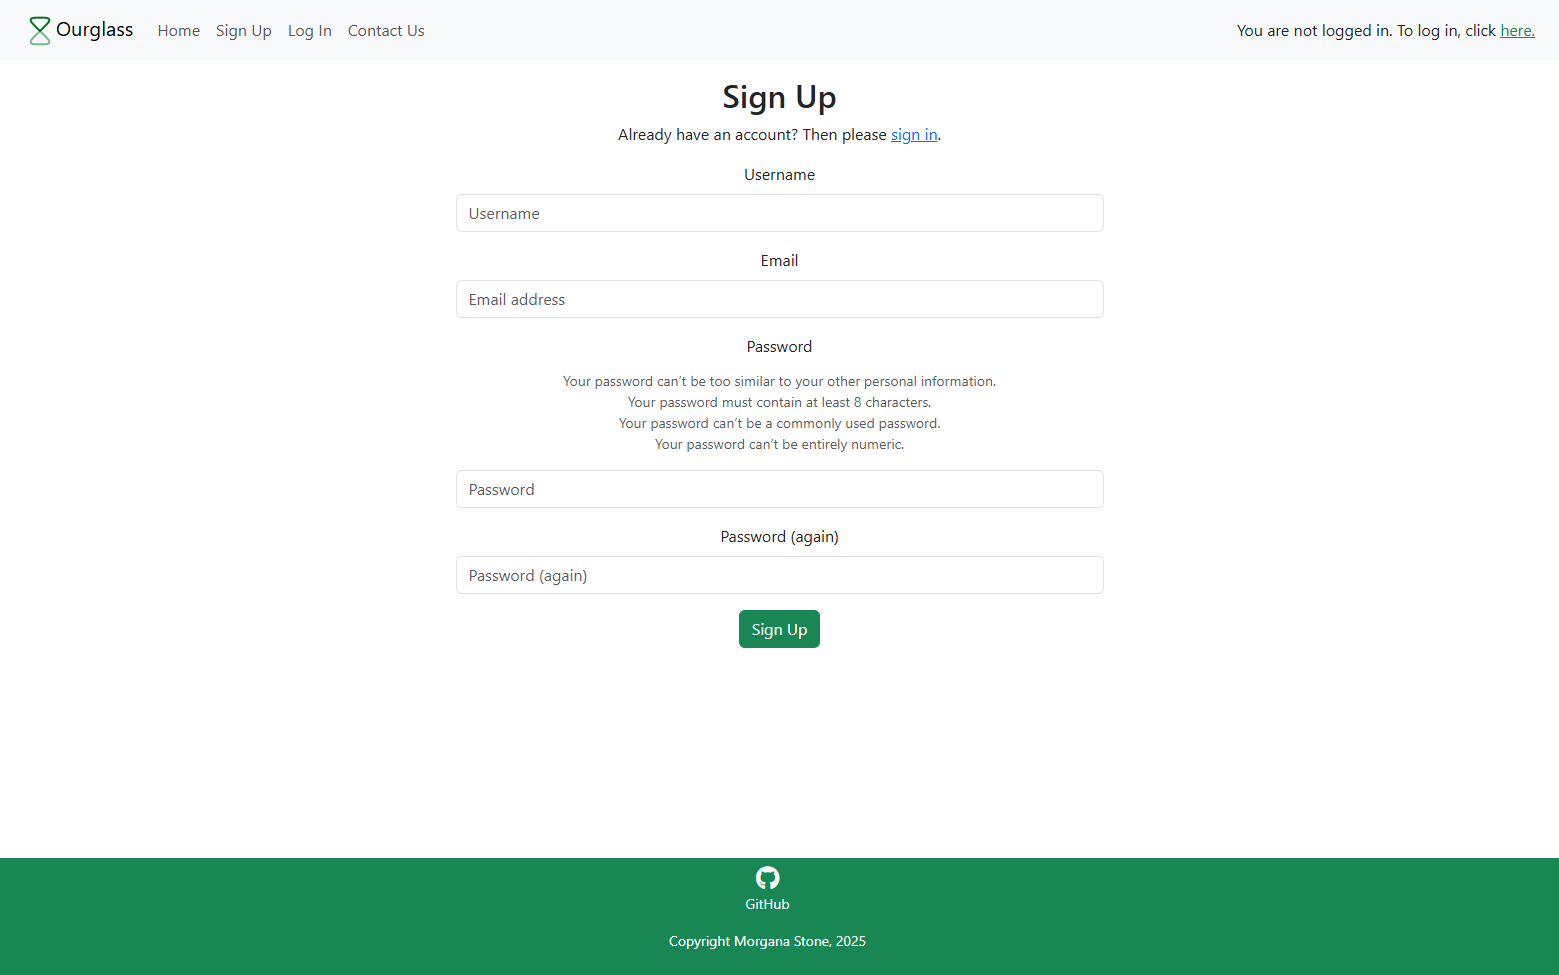 Ourglass Home Sign Up Log In Contact Us You are not logged in. To log in, click here.
Sign Up
Already have an account? Then please sign in.
Username
Username
Email
Email address
Password
Your password can't be too similar to your other personal information.
Your password must contain at least 8 characters.
Your password can't be a commonly used password.
Your password can't be entirely numeric.
Password
Password (again)
Password (again)
Sign Up
GitHub
Copyright Morgana Stone, 2025